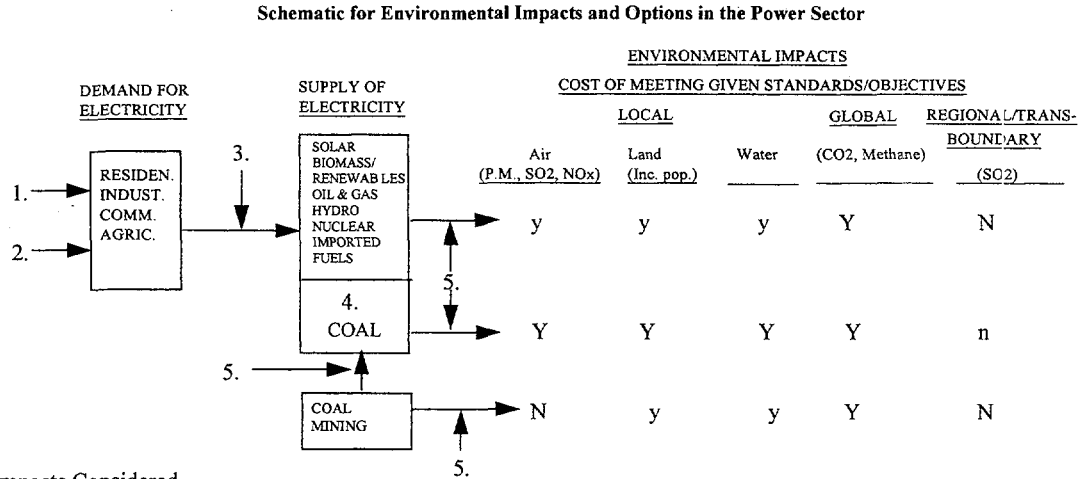 Schematic for Environmental Impacts and Options in the Power Sector
ENVIRONMENTAL IMPACTS
COST OF MEETING GIVEN STANDARDS/OBJECTIVES
DEMAND FOR
ELECTRICITY
SUPPLY OF
ELECTRICITY
LOCAL
GLOBAL
REGIONAL/TRANS-
BOUNDARY
Air
(P.M., SO2, NOx)
Land
(Inc. pop.)
Water
(CO2, Methane)
(SO2)
1.
2.
RESIDEN.
INDUST.
COMM.
AGRIC.
3.
SOLAR
BIOMASS/
RENEWABLES
OIL & GAS
HYDRO
NUCLEAR
IMPORTED
FUELS
y y y Y N
5.
4.
COAL
Y Y Y Y n
5.
COAL
MINING
N y y Y N
5.
Impacts Considered